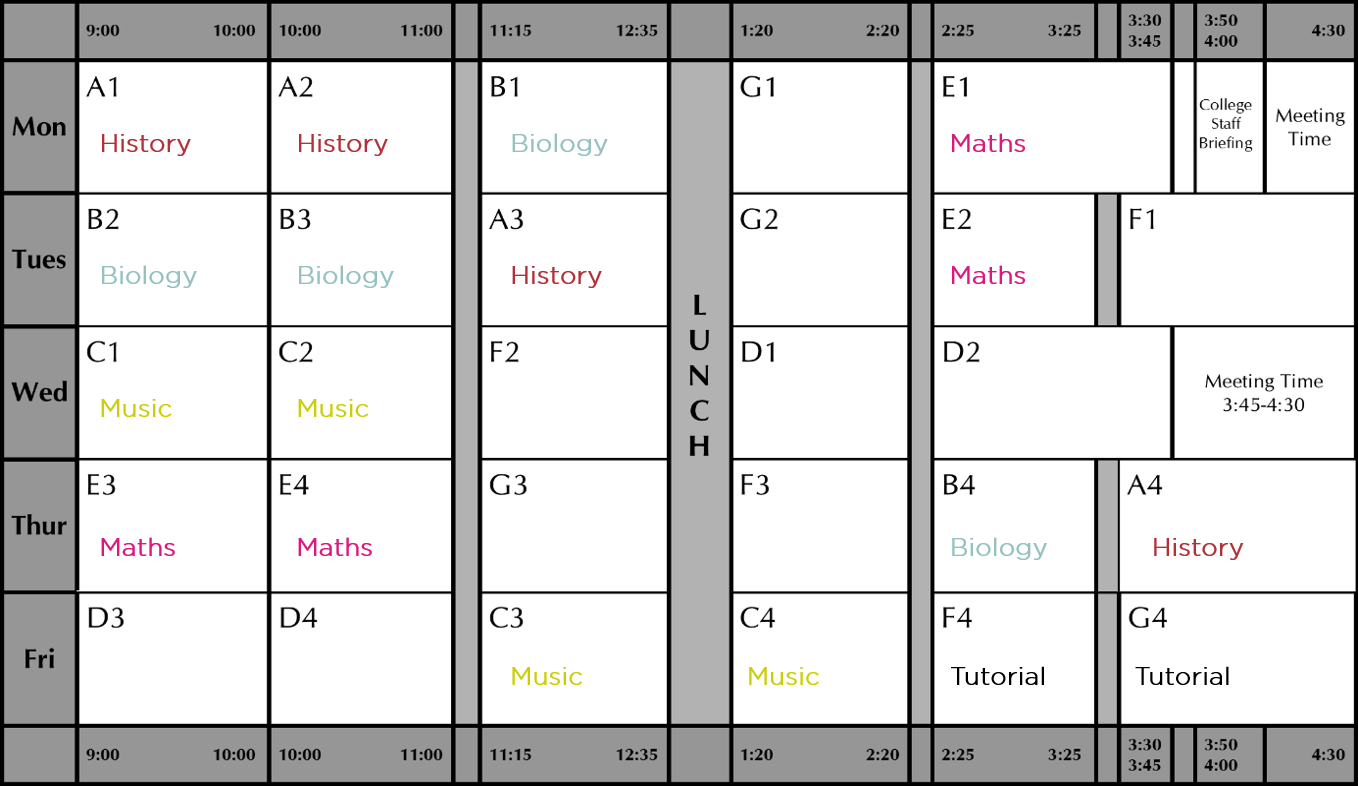 9:00 10:00 10:00 11:00 11:15 12:35 1:20 2:20 2:25 3:25 3:30 3:50 4:30
3:45 4:00
Mon
A1 A2 B1 G1 E1
History History Biology Maths
College
Staff
Briefing
Meeting
Time
Tues
B2 B3 A3 G2 E2 F1
Biology Biology History Maths
LUNCH
Wed
C1 C2 F2 D1 D2
Music Music
Meeting Time
3:45-4:30
Thur
E3 E4 G3 F3 B4 A4
Maths Maths Biology History
Fri
D3 D4 C3 C4 F4 G4
Music Music Tutorial Tutorial
9:00 10:00 10:00 11:00 11:15 12:35 1:20 2:20 2:25 3:25 3:30 3:50 4:30
3:45 4:00